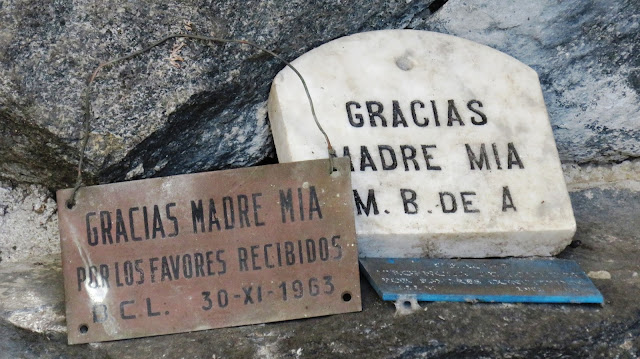 GRACIAS
MADRE MIA
M. B. DE A
GRACIAS MADRE MIA
POR LOS FAVORES RECIBIDOS
D.C.L. 30-XI-1963